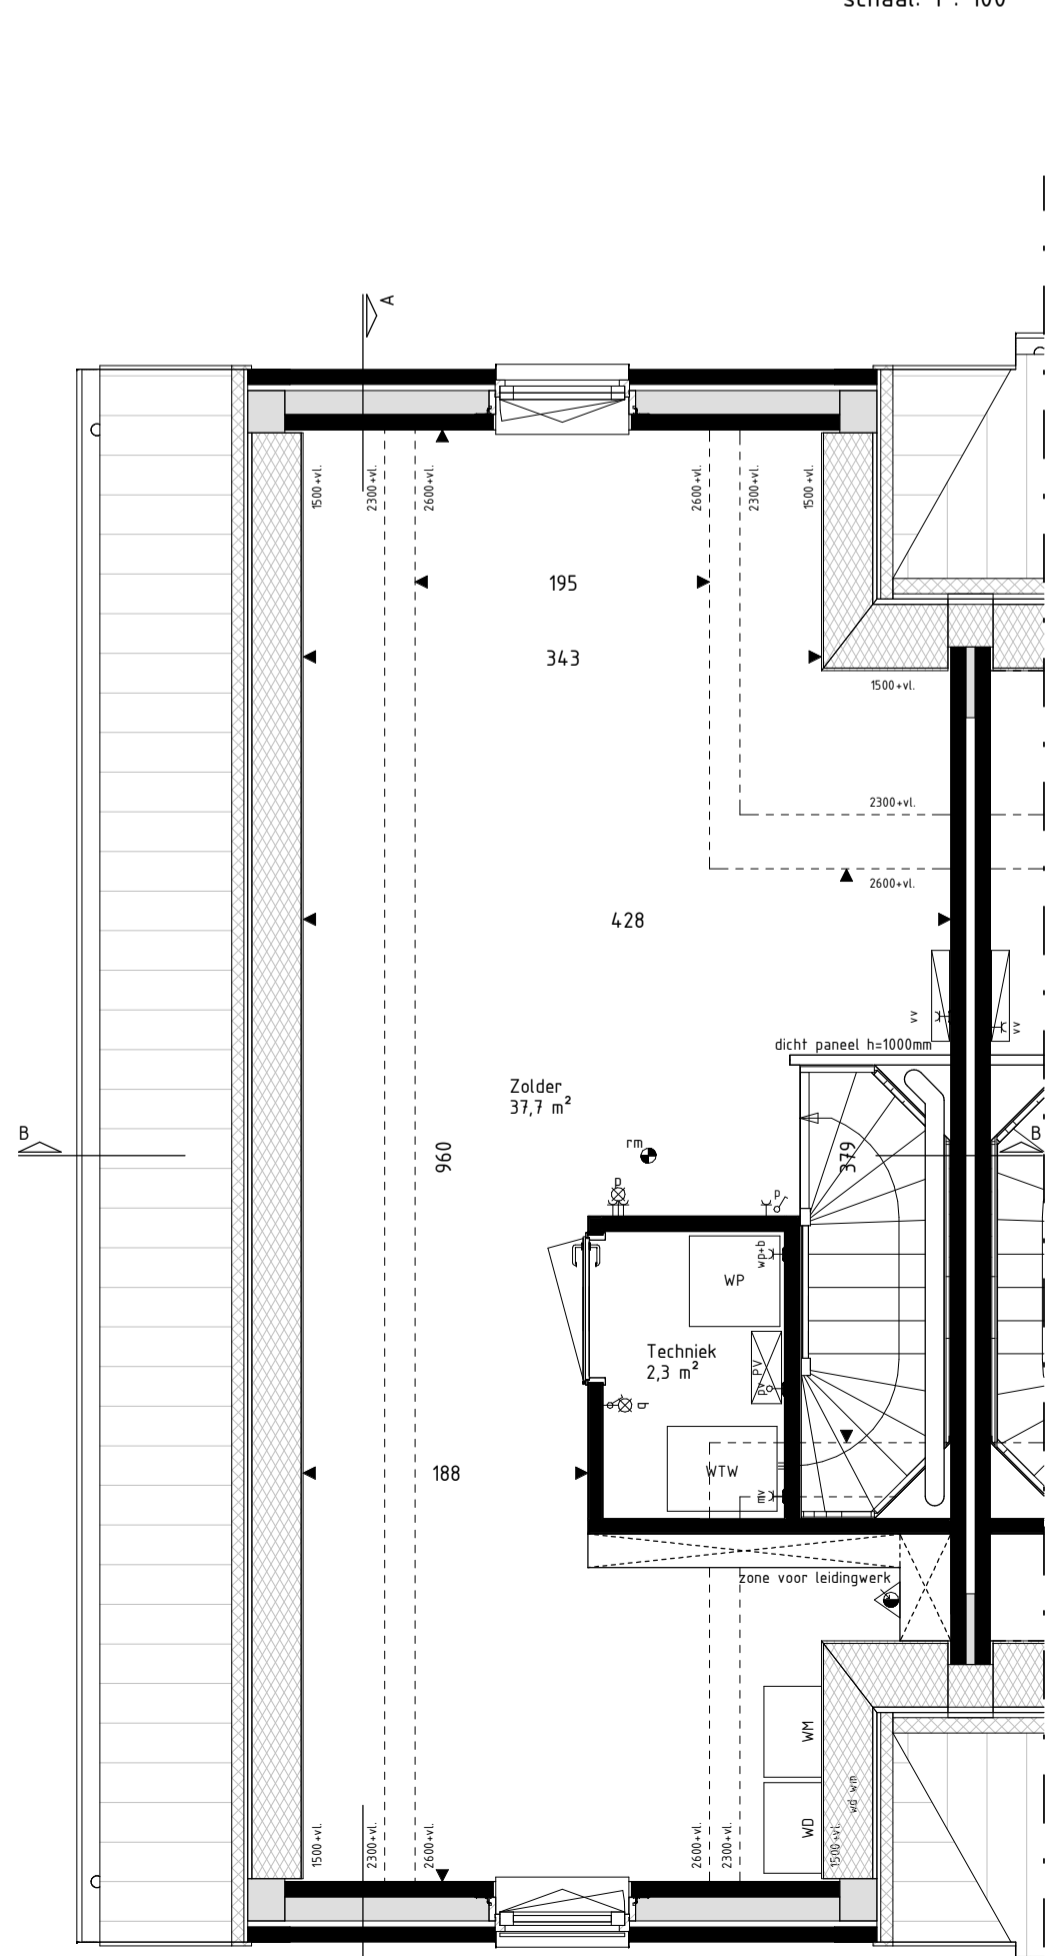 schaal: 1 : 100
A
1500+vl.
2300+vl.
2600+vl.
2600+vl.
2300+vl.
1500+vl.
195
343
1500+vl.
2300+vl.
2600+vl.
428
vv
vv
dicht paneel h=1000mm
Zolder
37,7 m²
B
B
960
379
rm
p
p
wp+b
WP
Techniek
2,3 m²
PV
pv
q
188
WTW
mv
zone voor leidingwerk
WM
wd wm
WD
1500+vl.
2300+vl.
2600+vl.
2600+vl.
2300+vl.
1500+vl.